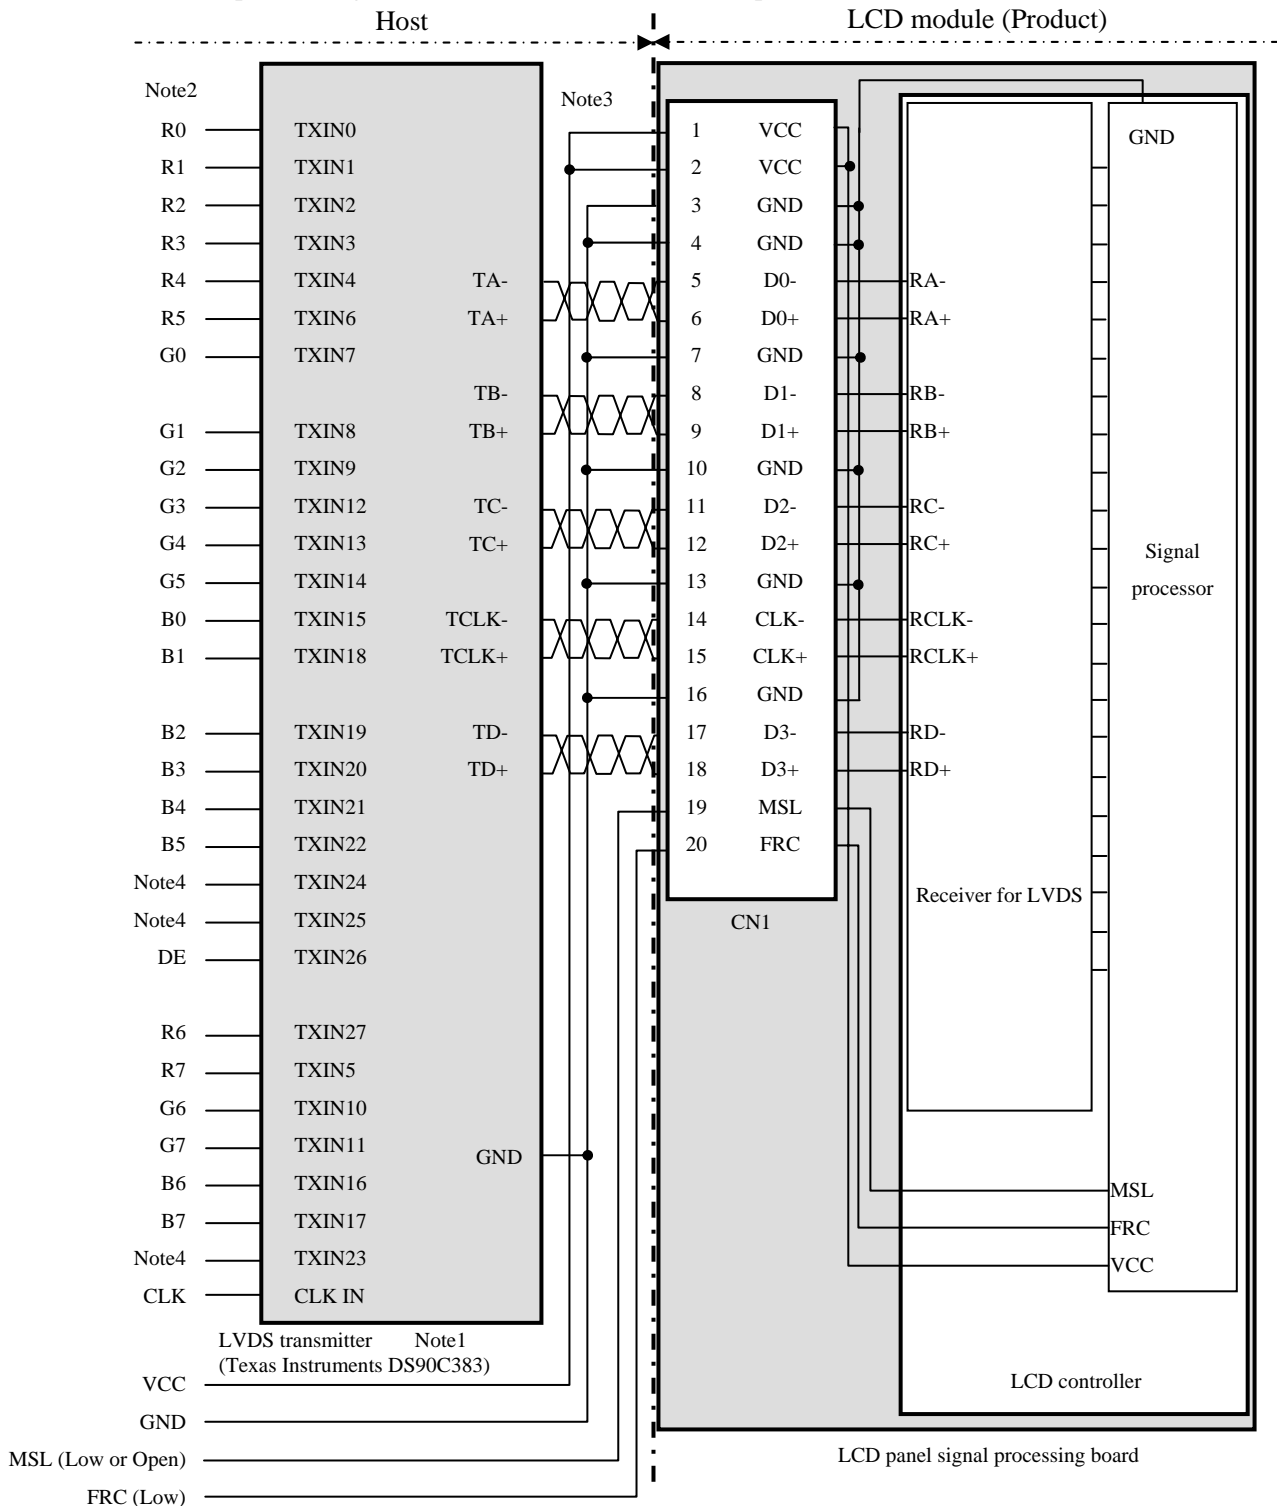 Host
LCD module (Product)
Note2
Note3
R0 TXIN0 1 VCC GND
R1 TXIN1 2 VCC
R2 TXIN2 3 GND
R3 TXIN3 4 GND
R4 TXIN4 TA- 5 D0- RA-
R5 TXIN6 TA+ 6 D0+ RA+
G0 TXIN7 7 GND
TB- 8 D1- RB-
G1 TXIN8 TB+ 9 D1+ RB+
G2 TXIN9 10 GND
G3 TXIN12 TC- 11 D2- RC-
G4 TXIN13 TC+ 12 D2+ RC+
Signal
G5 TXIN14 13 GND
processor
B0 TXIN15 TCLK- 14 CLK- RCLK-
B1 TXIN18 TCLK+ 15 CLK+ RCLK+
16 GND
B2 TXIN19 TD- 17 D3- RD-
B3 TXIN20 TD+ 18 D3+ RD+
B4 TXIN21 19 MSL
B5 TXIN22 20 FRC
Note4 TXIN24
Receiver for LVDS
Note4 TXIN25
CN1
DE TXIN26
R6 TXIN27
R7 TXIN5
G6 TXIN10
G7 TXIN11
GND
B6 TXIN16
MSL
B7 TXIN17
FRC
Note4 TXIN23
VCC
CLK CLK IN
LVDS transmitter Note1
(Texas Instruments DS90C383)
VCC
LCD controller
GND
MSL (Low or Open)
LCD panel signal processing board
FRC (Low)